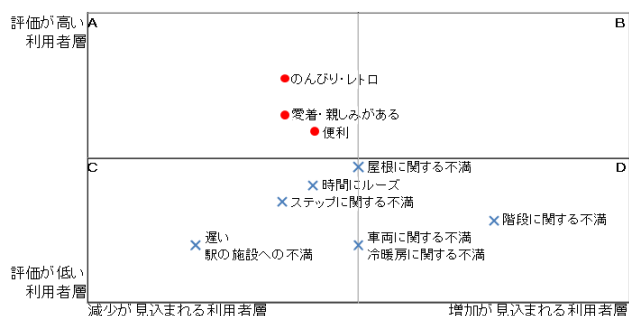 評価が高い
利用者層
A
B
のんびり・レトロ
愛着・親しみがある
便利
C
D
屋根に関する不満
時間にルーズ
ステップに関する不満
階段に関する不満
遅い
駅の施設への不満
車両に関する不満
冷暖房に関する不満
評価が低い
利用者層
減少が見込まれる利用者層
増加が見込まれる利用者層